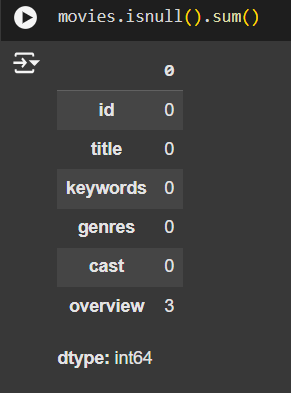 movies.isnull().sum()
0
id 0
title 0
keywords 0
genres 0
cast 0
overview 3
dtype: int64